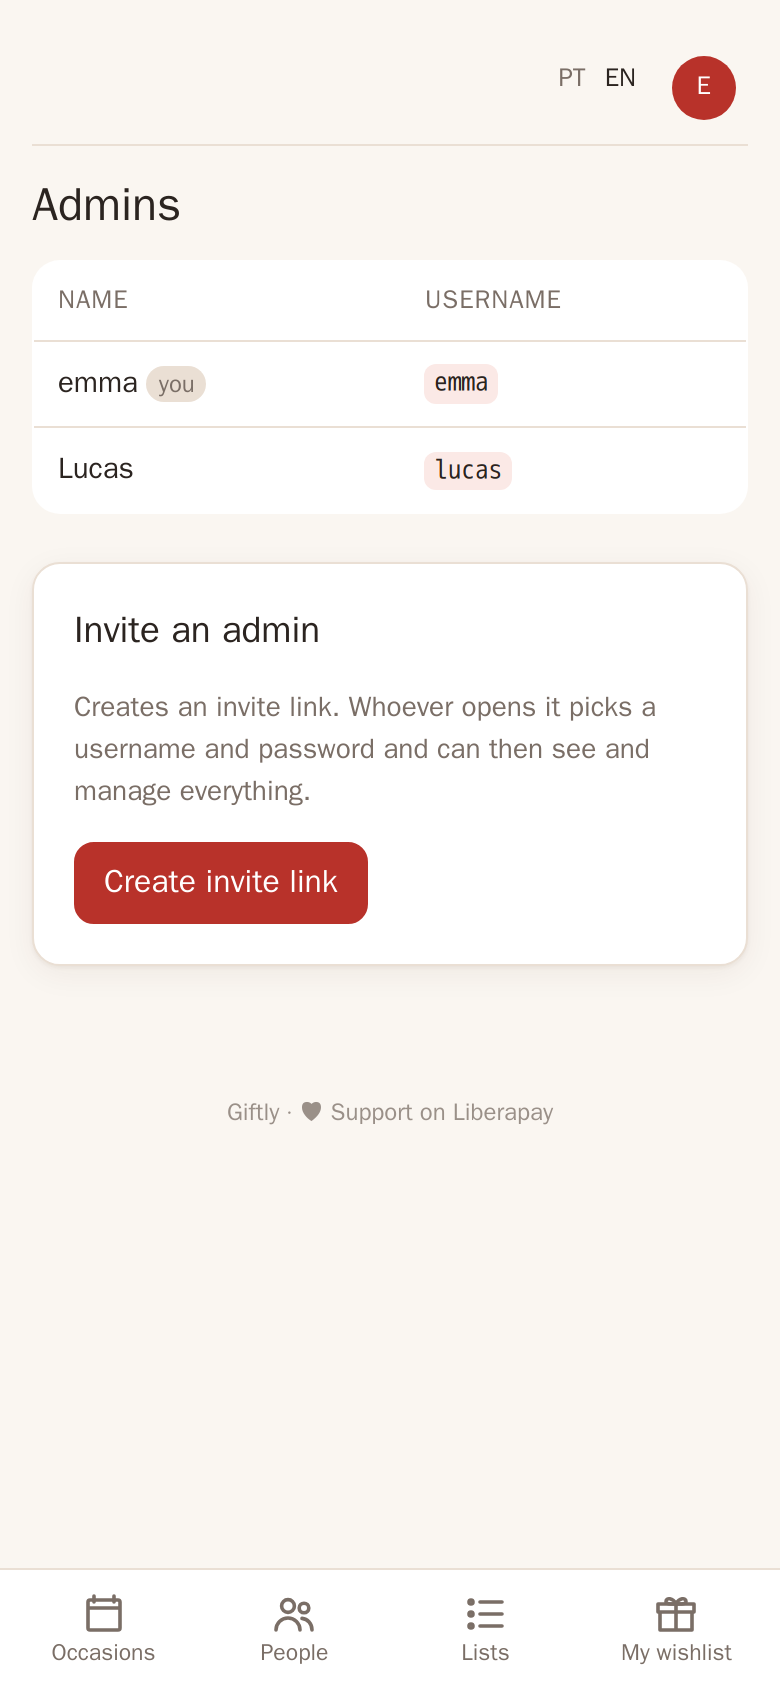 PT EN E
Admins
NAME USERNAME
emma you emma
Lucas lucas
Invite an admin
Creates an invite link. Whoever opens it picks a
username and password and can then see and
manage everything.
Create invite link
Giftly · ♥ Support on Liberapay
Occasions People Lists My wishlist